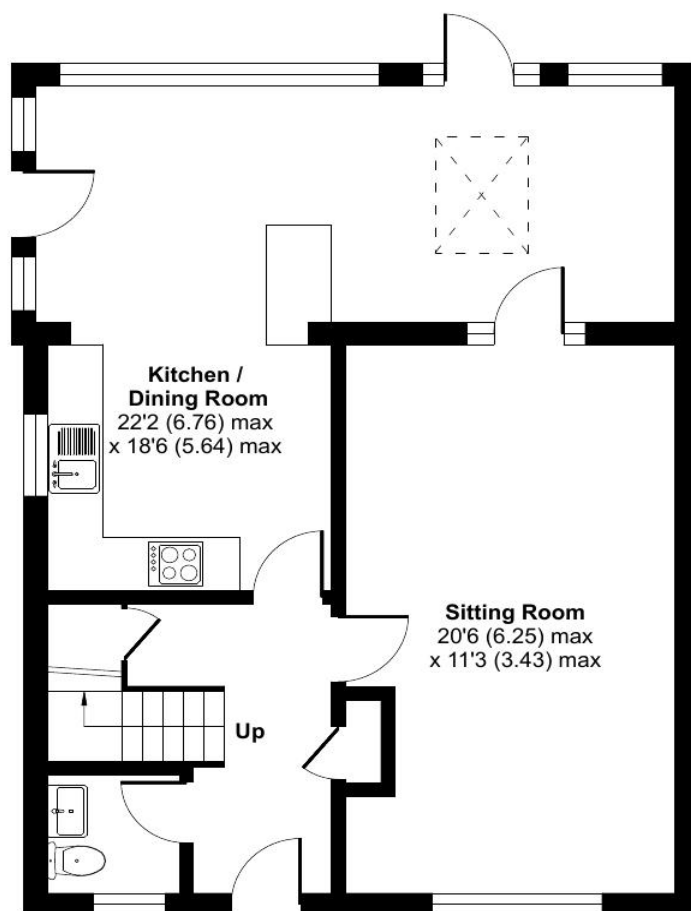 Kitchen /
Dining Room
22'2 (6.76) max
x 18'6 (5.64) max
Sitting Room
20'6 (6.25) max
x 11'3 (3.43) max
Up